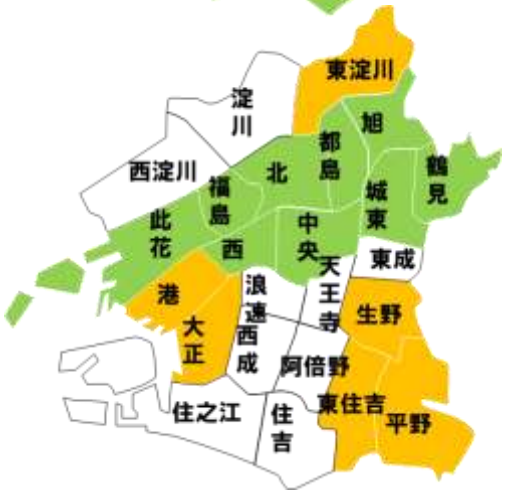 東淀川
淀川
旭
都島
西淀川
北
鶴見
福島
城東
此花
西
中央
東成
天王寺
浪速
港
生野
大正
西成
阿倍野
東住吉
住之江
住吉
平野